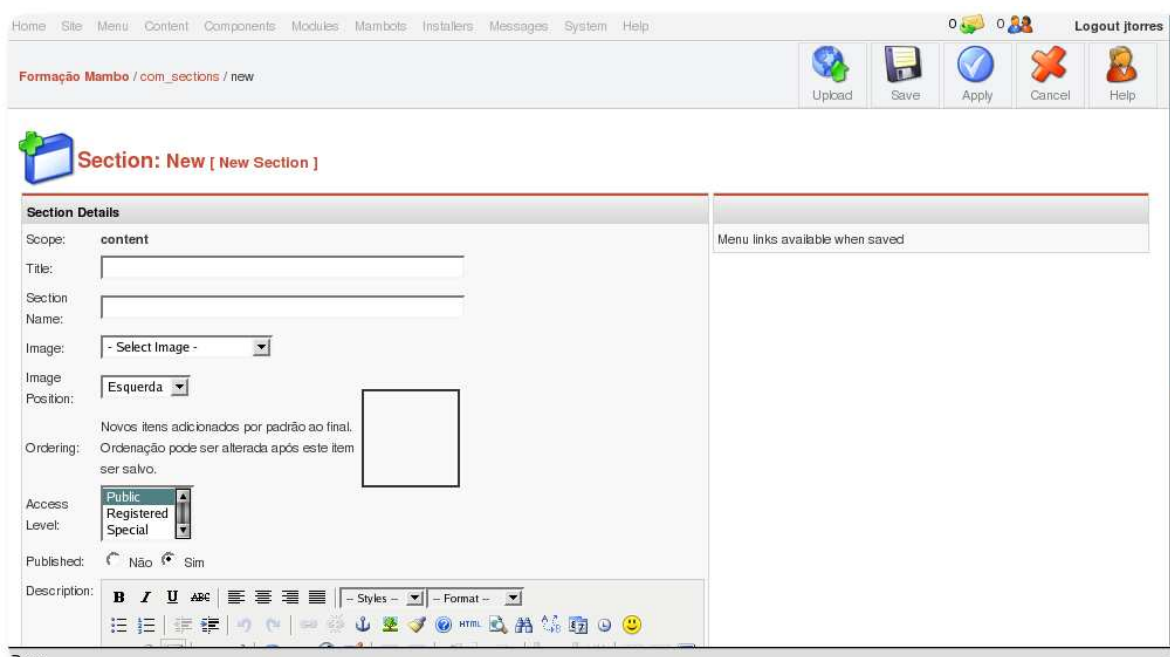 Home Site Menu Content Components Modules Mambots Installers Messages System Help
0 0 Logout jtorres
Formação Mambo / com_sections / new
Upload Save Apply Cancel Help
Section: New [ New Section ]
Section Details
Scope: content
Menu links available when saved
Title:
Section
Name:
Image: - Select Image -
Image
Position:
Esquerda
Ordering:
Novos itens adicionados por padrão ao final.
Ordenação pode ser alterada após este item
ser salvo.
Access
Level:
Public
Registered
Special
Published: Não Sim
Description:
B I U ABC -- Styles -- -- Format --
HTML